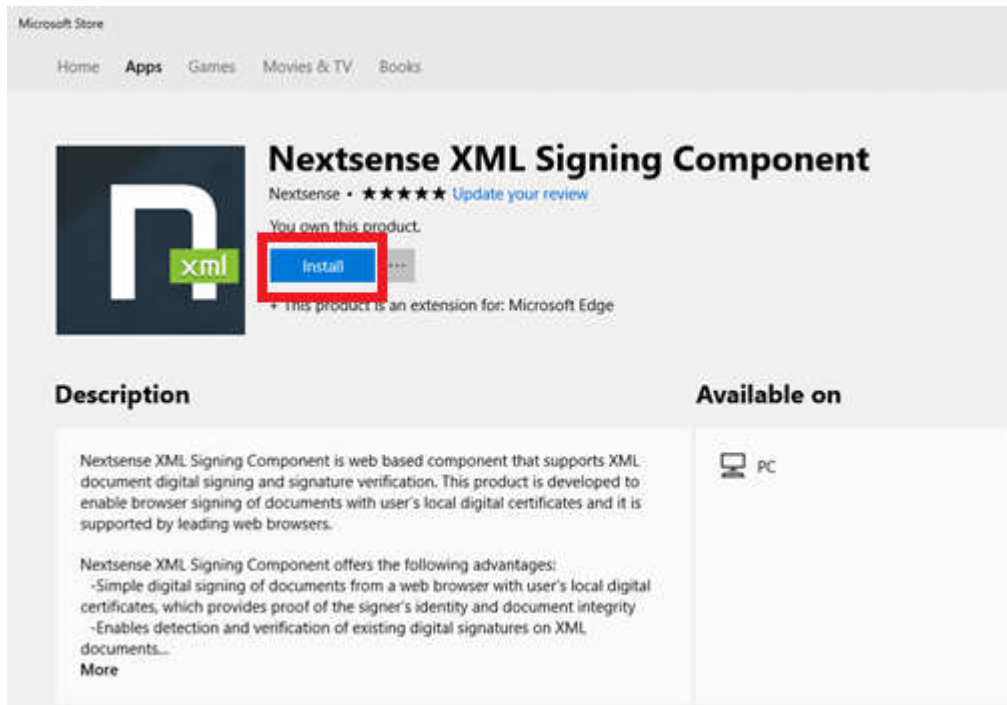 Microsoft Store
Home Apps Games Movies & TV Books
Nextsense XML Signing Component
Nextsense • ★★★★★ Update your review
You own this product.
n xml
Install ...
+ This product is an extension for: Microsoft Edge
Description
Available on
Nextsense XML Signing Component is web based component that supports XML
document digital signing and signature verification. This product is developed to
enable browser signing of documents with user's local digital certificates and it is
supported by leading web browsers.
Nextsense XML Signing Component offers the following advantages:
-Simple digital signing of documents from a web browser with user's local digital
certificates, which provides proof of the signer's identity and document integrity
-Enables detection and verification of existing digital signatures on XML
documents...
More
PC